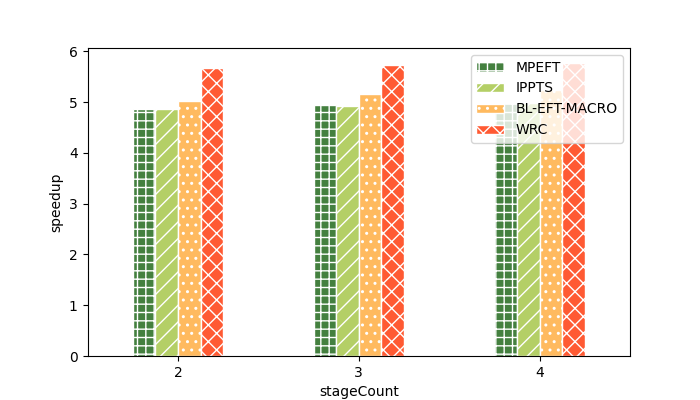 6
5
4
3
2
1
0
speedup
2
3
4
stageCount
MPEFT
IPPTS
BL-EFT-MACRO
WRC